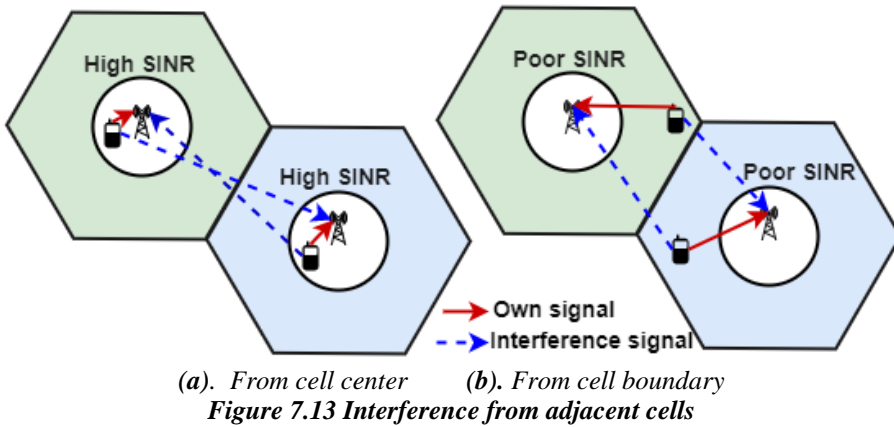 High SINR
High SINR
Poor SINR
Poor SINR
Own signal
Interference signal
(a). From cell center (b). From cell boundary
Figure 7.13 Interference from adjacent cells